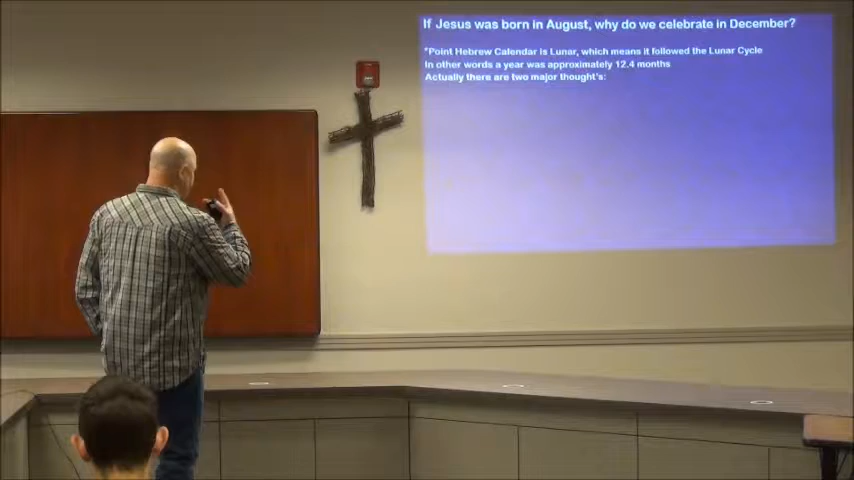 If Jesus was born in August, why do we celebrate in December?
*Point Hebrew Calendar is Lunar, which means it followed the Lunar Cycle
In other words a year was approximately 12.4 months
Actually there are two major thought's: